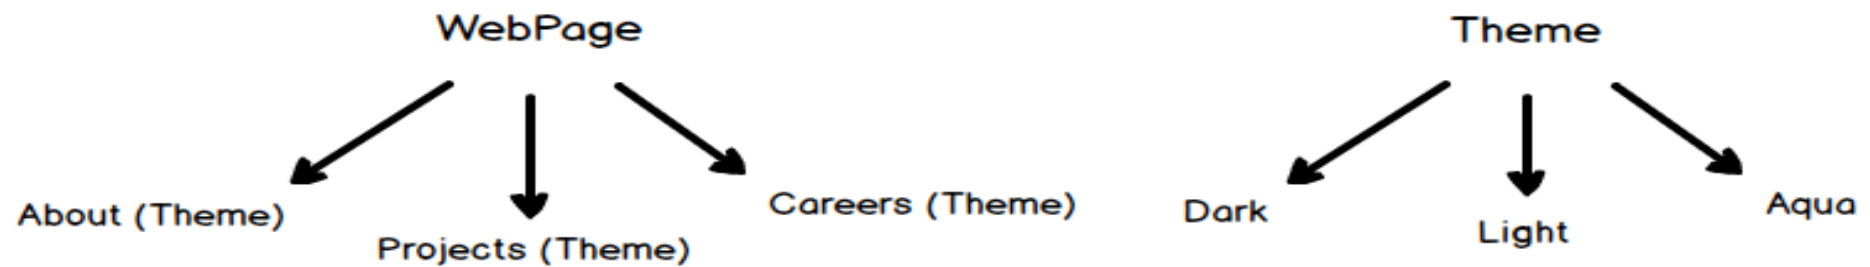 WebPage
Theme
About (Theme)
Projects (Theme)
Careers (Theme)
Dark
Light
Aqua